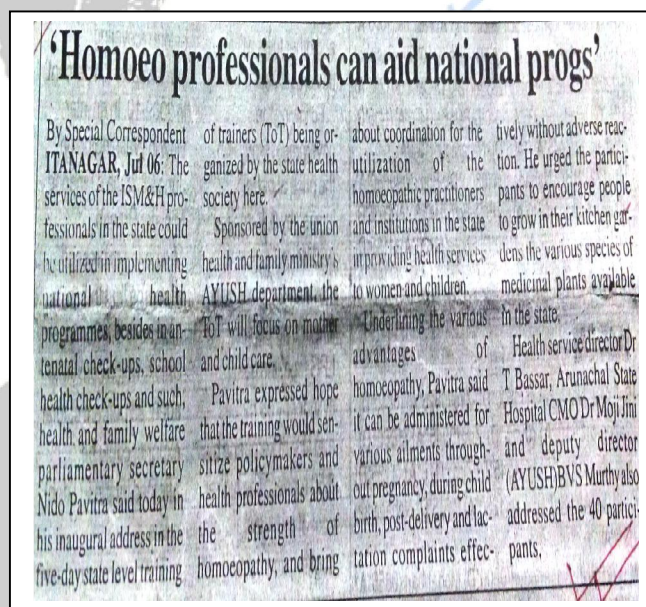 'Homoeo professionals can aid national progs'
By Special Correspondent
ITANAGAR, Jul 06: The
services of the ISM&H pro-
fessionals in the state could
be utilized in implementing
national health
programmes, besides in an-
tenatal check-ups, school
health check-ups and such,
health and family welfare
parliamentary secretary
Nido Pavitra said today in
his inaugural address in the
five-day state level training
of trainers (ToT) being or-
ganized by the state health
society here.
Sponsored by the union
health and family ministry's
AYUSH department, the
ToT will focus on mother
and child care.
Pavitra expressed hope
that the training would sen-
sitize policymakers and
health professionals about
the strength of
homoeopathy, and bring
about coordination for the
utilization of the
homoeopathic practitioners
and institutions in the state
in providing health services
to women and children.
Underlining the various
advantages of
homoeopathy, Pavitra said
it can be administered for
various ailments through-
out pregnancy, during child
birth, post-delivery and lac-
tation complaints effec-
tively without adverse reac-
tion. He urged the partici-
pants to encourage people
to grow in their kitchen gar-
dens the various species of
medicinal plants available
in the state.
Health service director Dr
T Bassar, Arunachal State
Hospital CMO Dr Moji Jini
and deputy director
(AYUSH) BVS Murthy also
addressed the 40 partici-
pants.